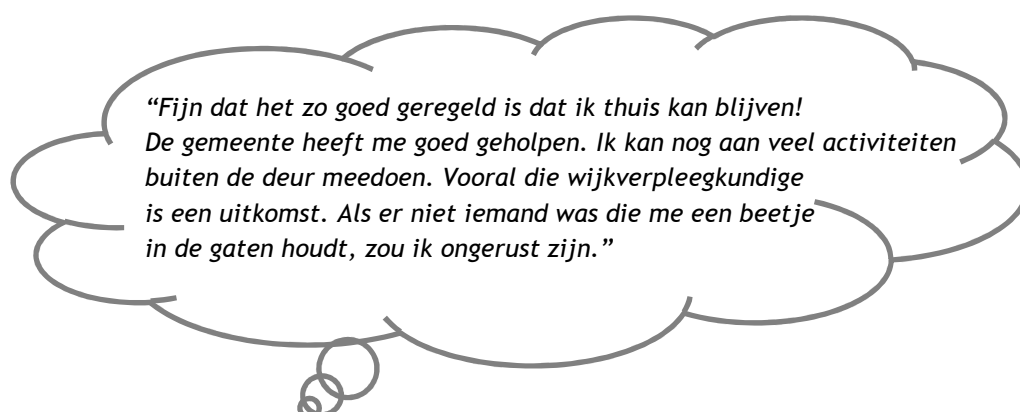 “Fijn dat het zo goed geregeld is dat ik thuis kan blijven!
De gemeente heeft me goed geholpen. Ik kan nog aan veel activiteiten
buiten de deur meedoen. Vooral die wijkverpleegkundige
is een uitkomst. Als er niet iemand was die me een beetje
in de gaten houdt, zou ik ongerust zijn.”